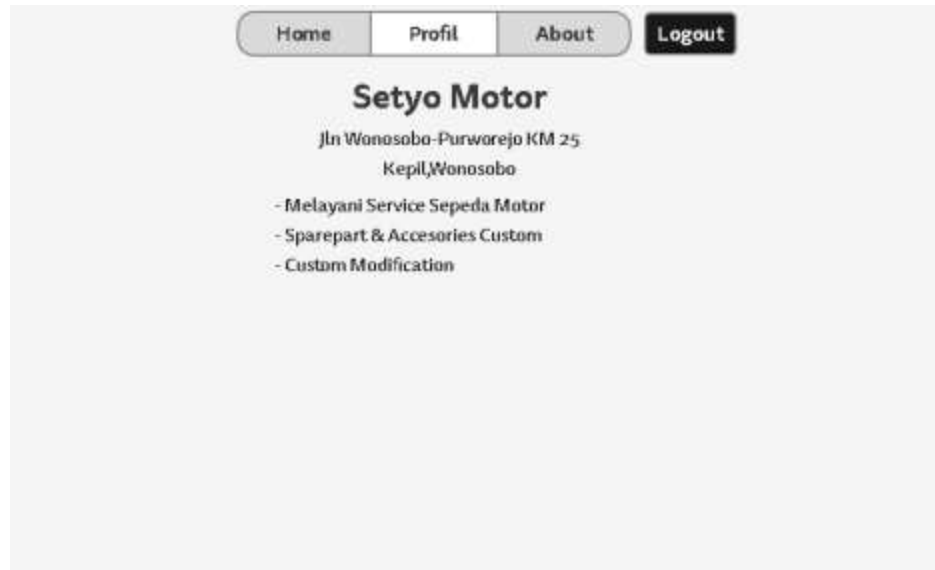 Home Profil About Logout
Setyo Motor
Jln Wonosobo-Purworejo KM 25
Kepil,Wonosobo
- Melayani Service Sepeda Motor
- Sparepart & Accesories Custom
- Custom Modification